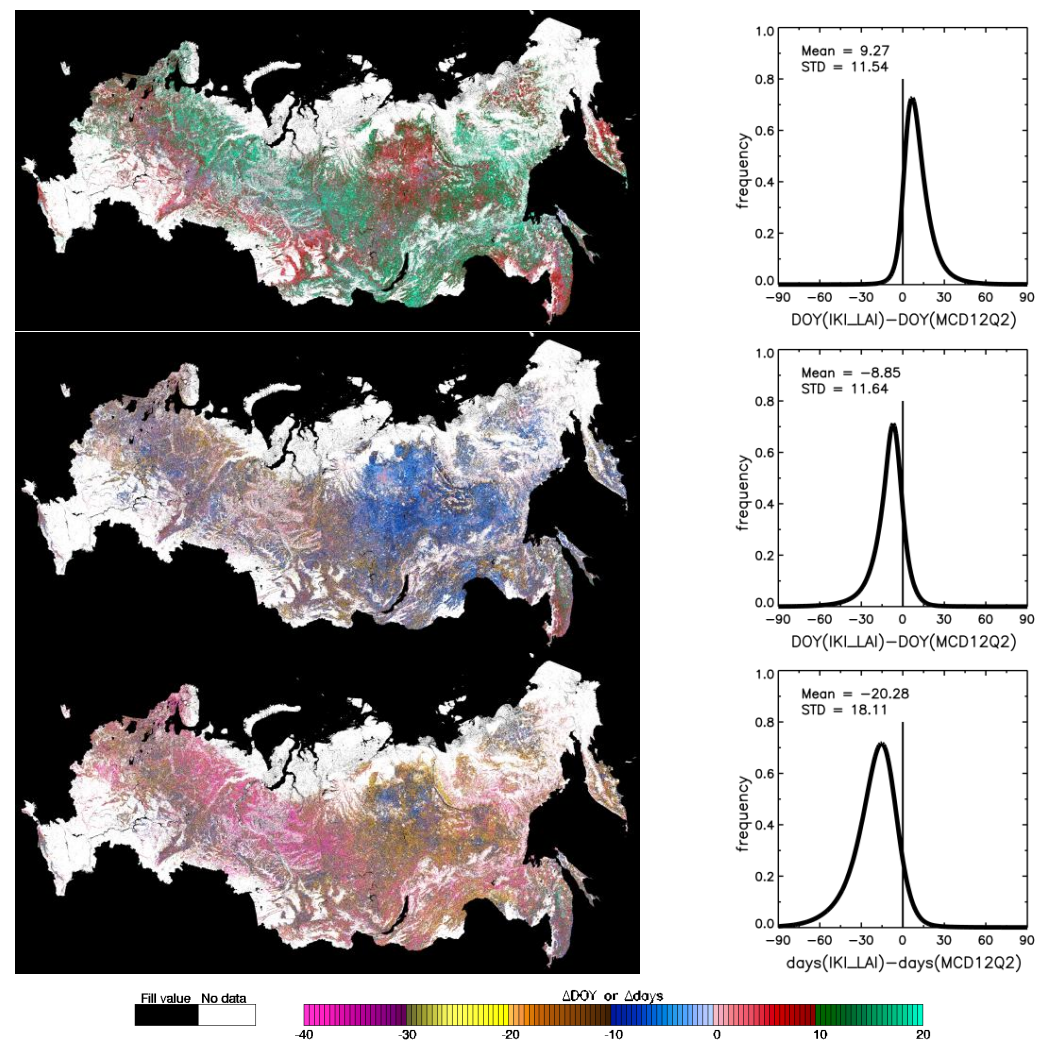 1.0
0.8
0.6
0.4
0.2
0.0
frequency
Mean = 9.27
STD = 11.54
-90 -60 -30 0 30 60 90
DOY(IKI_LAI)-DOY(MCD12Q2)
1.0
0.8
0.6
0.4
0.2
0.0
frequency
Mean = -8.85
STD = 11.64
-90 -60 -30 0 30 60 90
DOY(IKI_LAI)-DOY(MCD12Q2)
1.0
0.8
0.6
0.4
0.2
0.0
frequency
Mean = -20.28
STD = 18.11
-90 -60 -30 0 30 60 90
days(IKI_LAI)-days(MCD12Q2)
Fill value No data
ΔDOY or Δdays
-40 -30 -20 -10 0 10 20